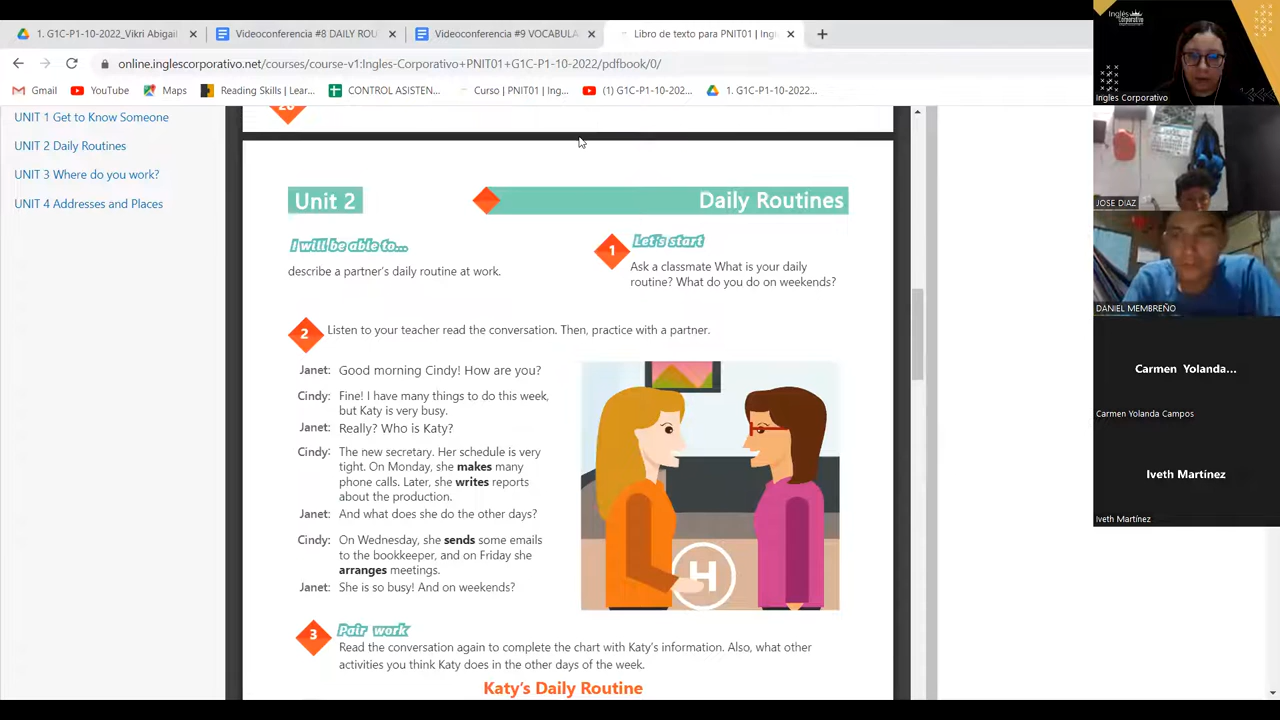 1. G1C-P1-10-2022_Vikri Abigail
Videoconferencia #8 DAILY ROU
Videoconferencia #9 VOCABULA
Libro de texto para PNIT01 | Ingl
online.inglescorporativo.net/courses/course-v1:Ingles-Corporativo+PNIT01+G1C-P1-10-2022/pdfbook/0/
Gmail
YouTube
Maps
Reading Skills | Lear...
CONTROL ASISTEN...
Curso | PNIT01 | Ing...
(1) G1C-P1-10-202...
1. G1C-P1-10-2022...
UNIT 1 Get to Know Someone
UNIT 2 Daily Routines
UNIT 3 Where do you work?
UNIT 4 Addresses and Places
Unit 2
Daily Routines
I will be able to...
describe a partner's daily routine at work.
1
Let's start
Ask a classmate What is your daily
routine? What do you do on weekends?
2
Listen to your teacher read the conversation. Then, practice with a partner.
Janet: Good morning Cindy! How are you?
Cindy: Fine! I have many things to do this week,
but Katy is very busy.
Janet: Really? Who is Katy?
Cindy: The new secretary. Her schedule is very
tight. On Monday, she makes many
phone calls. Later, she writes reports
about the production.
Janet: And what does she do the other days?
Cindy: On Wednesday, she sends some emails
to the bookkeeper, and on Friday she
arranges meetings.
Janet: She is so busy! And on weekends?
H
3
Pair work
Read the conversation again to complete the chart with Katy's information. Also, what other
activities you think Katy does in the other days of the week.
Katy's Daily Routine
Inglés
Corporativo
Ingles Corporativo
JOSE DIAZ
DANIEL MEMBREÑO
Carmen Yolanda...
Carmen Yolanda Campos
Iveth Martínez
Iveth Martínez